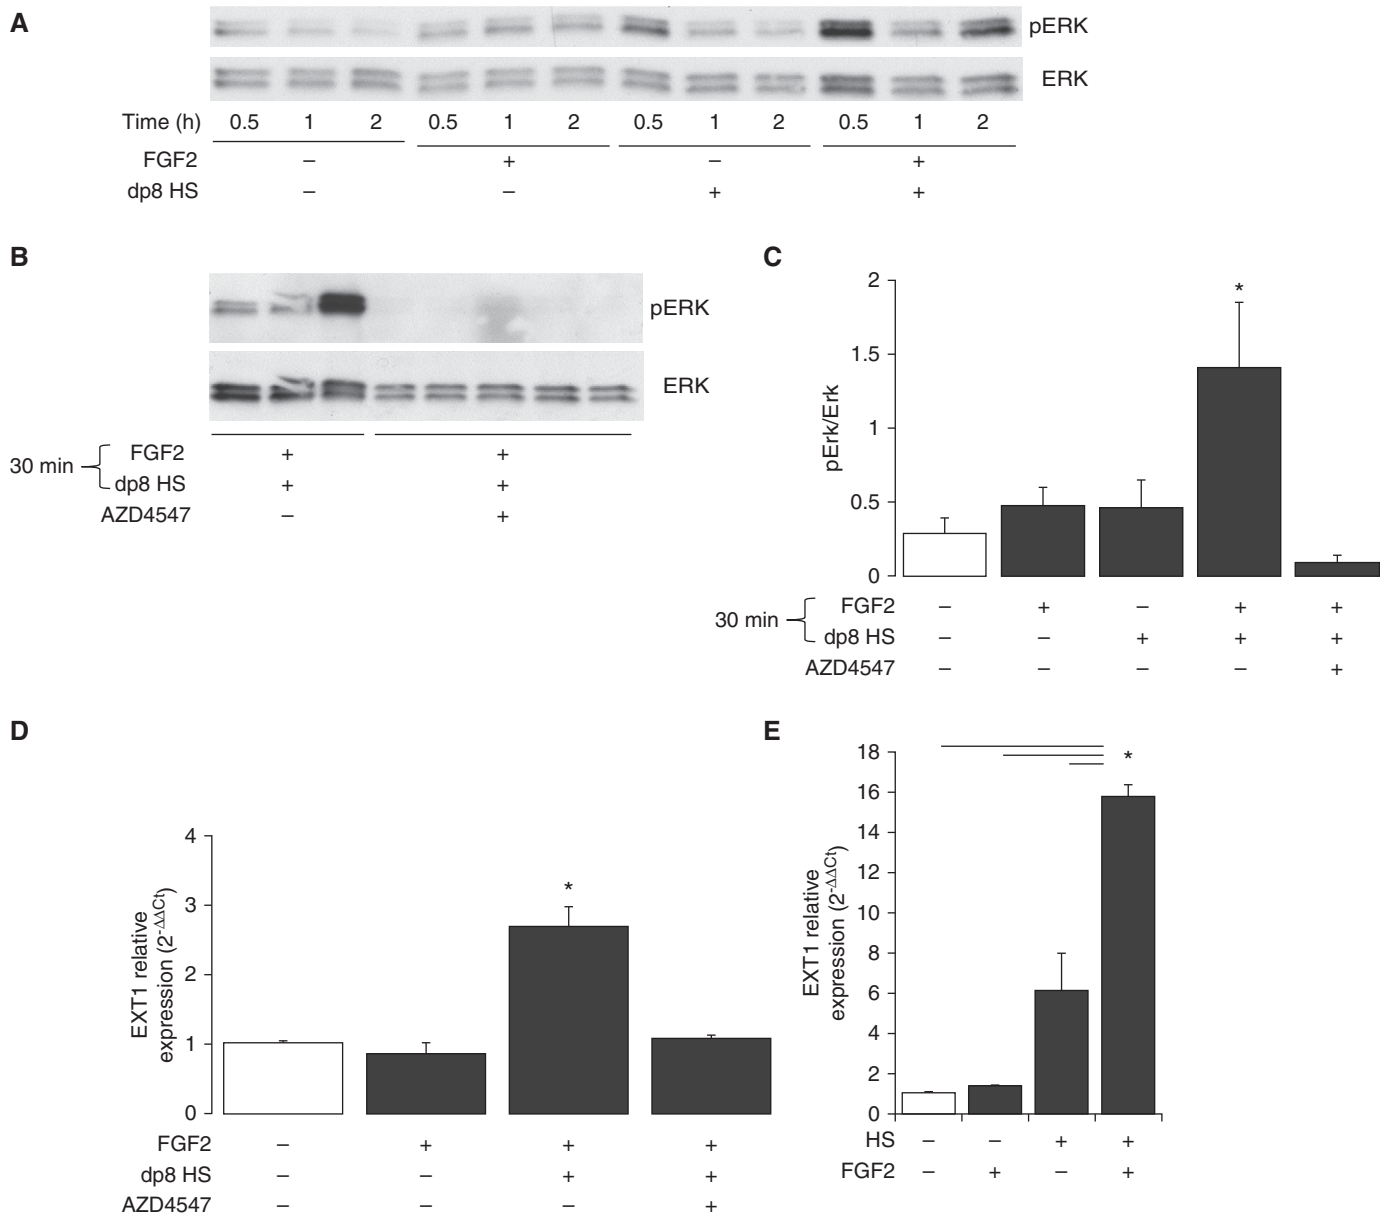 A
pERK
ERK
Time (h) 0.5 1 2 0.5 1 2 0.5 1 2 0.5 1 2
FGF2 – + – +
dp8 HS – – + +
B
pERK
ERK
30 min
FGF2 + +
dp8 HS + +
AZD4547 – +
C
pErk/Erk
2
1.5
1
0.5
0
*
30 min
FGF2 – + – + +
dp8 HS – – + + +
AZD4547 – – – – +
D
EXT1 relative
expression (2^-ΔΔCt)
4
3
2
1
0
*
FGF2 – + + +
dp8 HS – – + +
AZD4547 – – – +
E
EXT1 relative
expression (2^-ΔΔCt)
18
16
14
12
10
8
6
4
2
0
*
HS – – + +
FGF2 – + – +